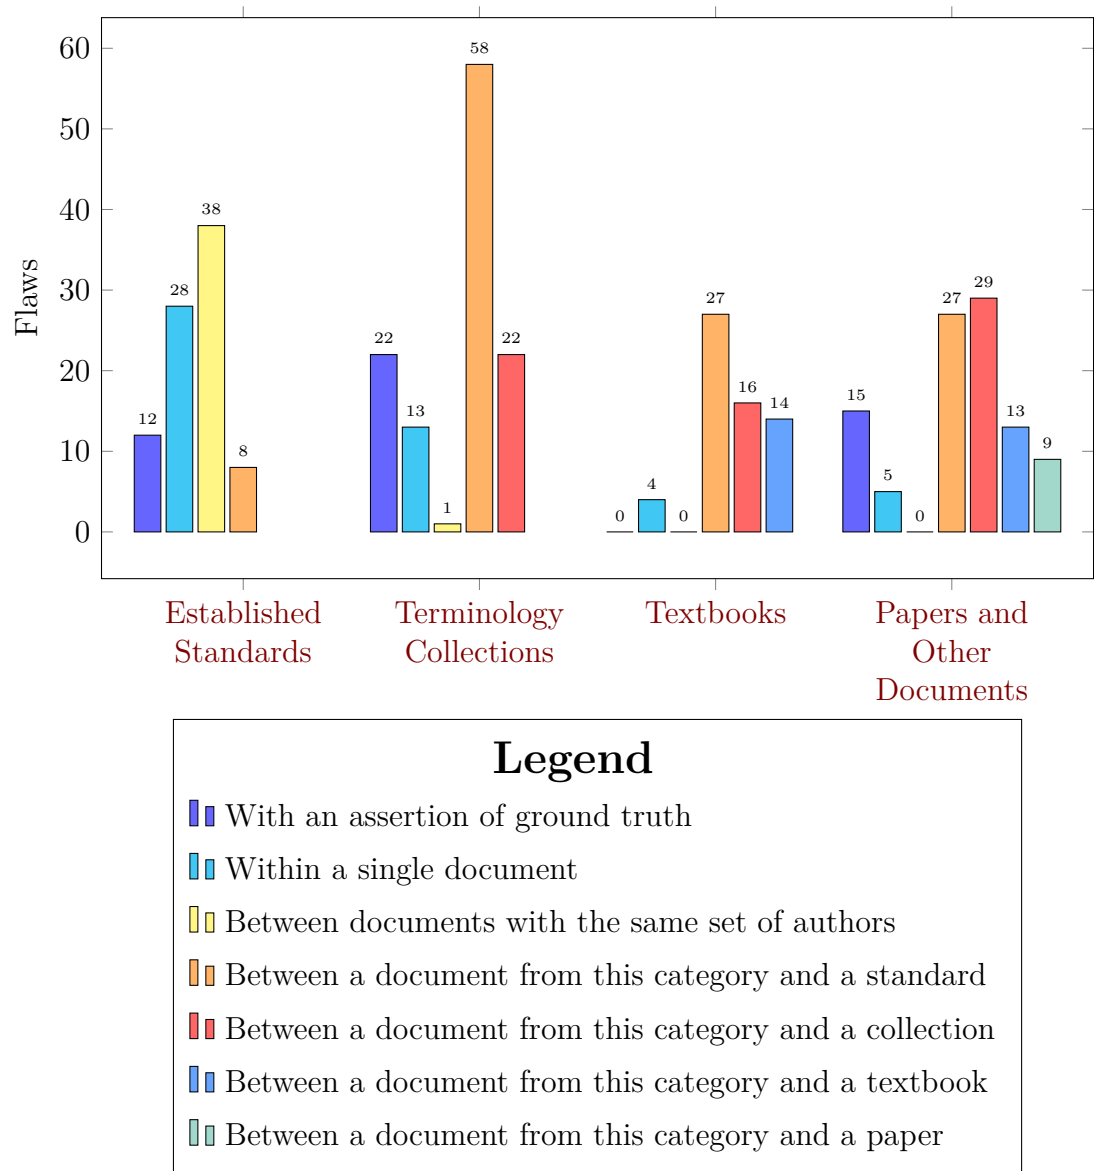 60
50
40
30
20
10
0
Flaws
12
28
38
8
22
13
1
58
22
0
4
0
27
16
14
15
5
0
27
29
13
9
Established
Standards
Terminology
Collections
Textbooks
Papers and
Other
Documents
Legend
With an assertion of ground truth
Within a single document
Between documents with the same set of authors
Between a document from this category and a standard
Between a document from this category and a collection
Between a document from this category and a textbook
Between a document from this category and a paper